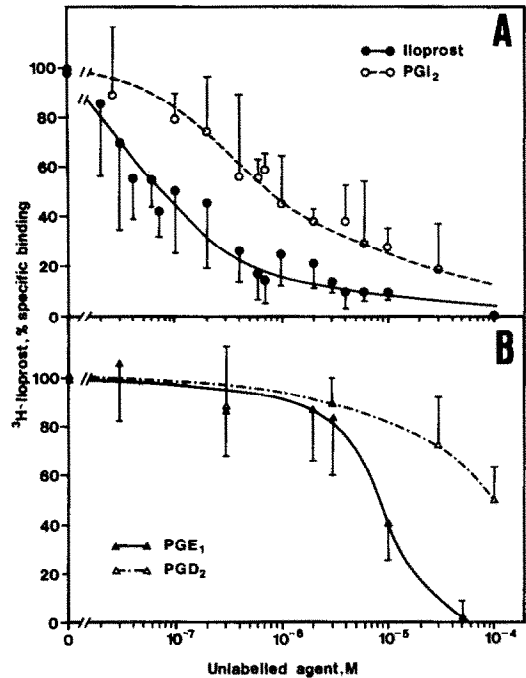 A
Iloprost
PGI₂
100
80
60
40
20
0
³H-Iloprost, % specific binding
B
100
80
60
40
20
0
PGE₁
PGD₂
0 10⁻⁷ 10⁻⁶ 10⁻⁵ 10⁻⁴
Unlabelled agent, M